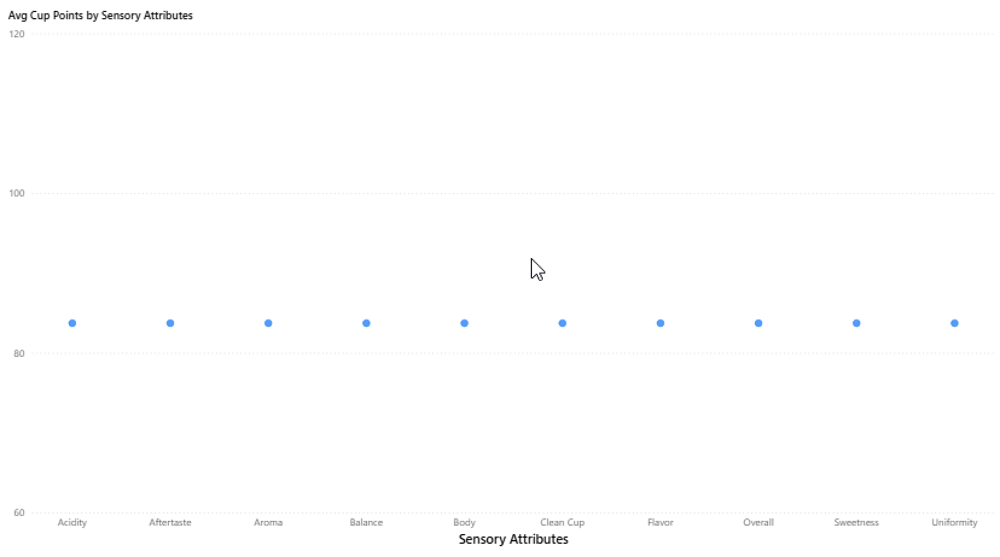 Avg Cup Points by Sensory Attributes
120
100
80
60
Acidity Aftertaste Aroma Balance Body Clean Cup Flavor Overall Sweetness Uniformity
Sensory Attributes